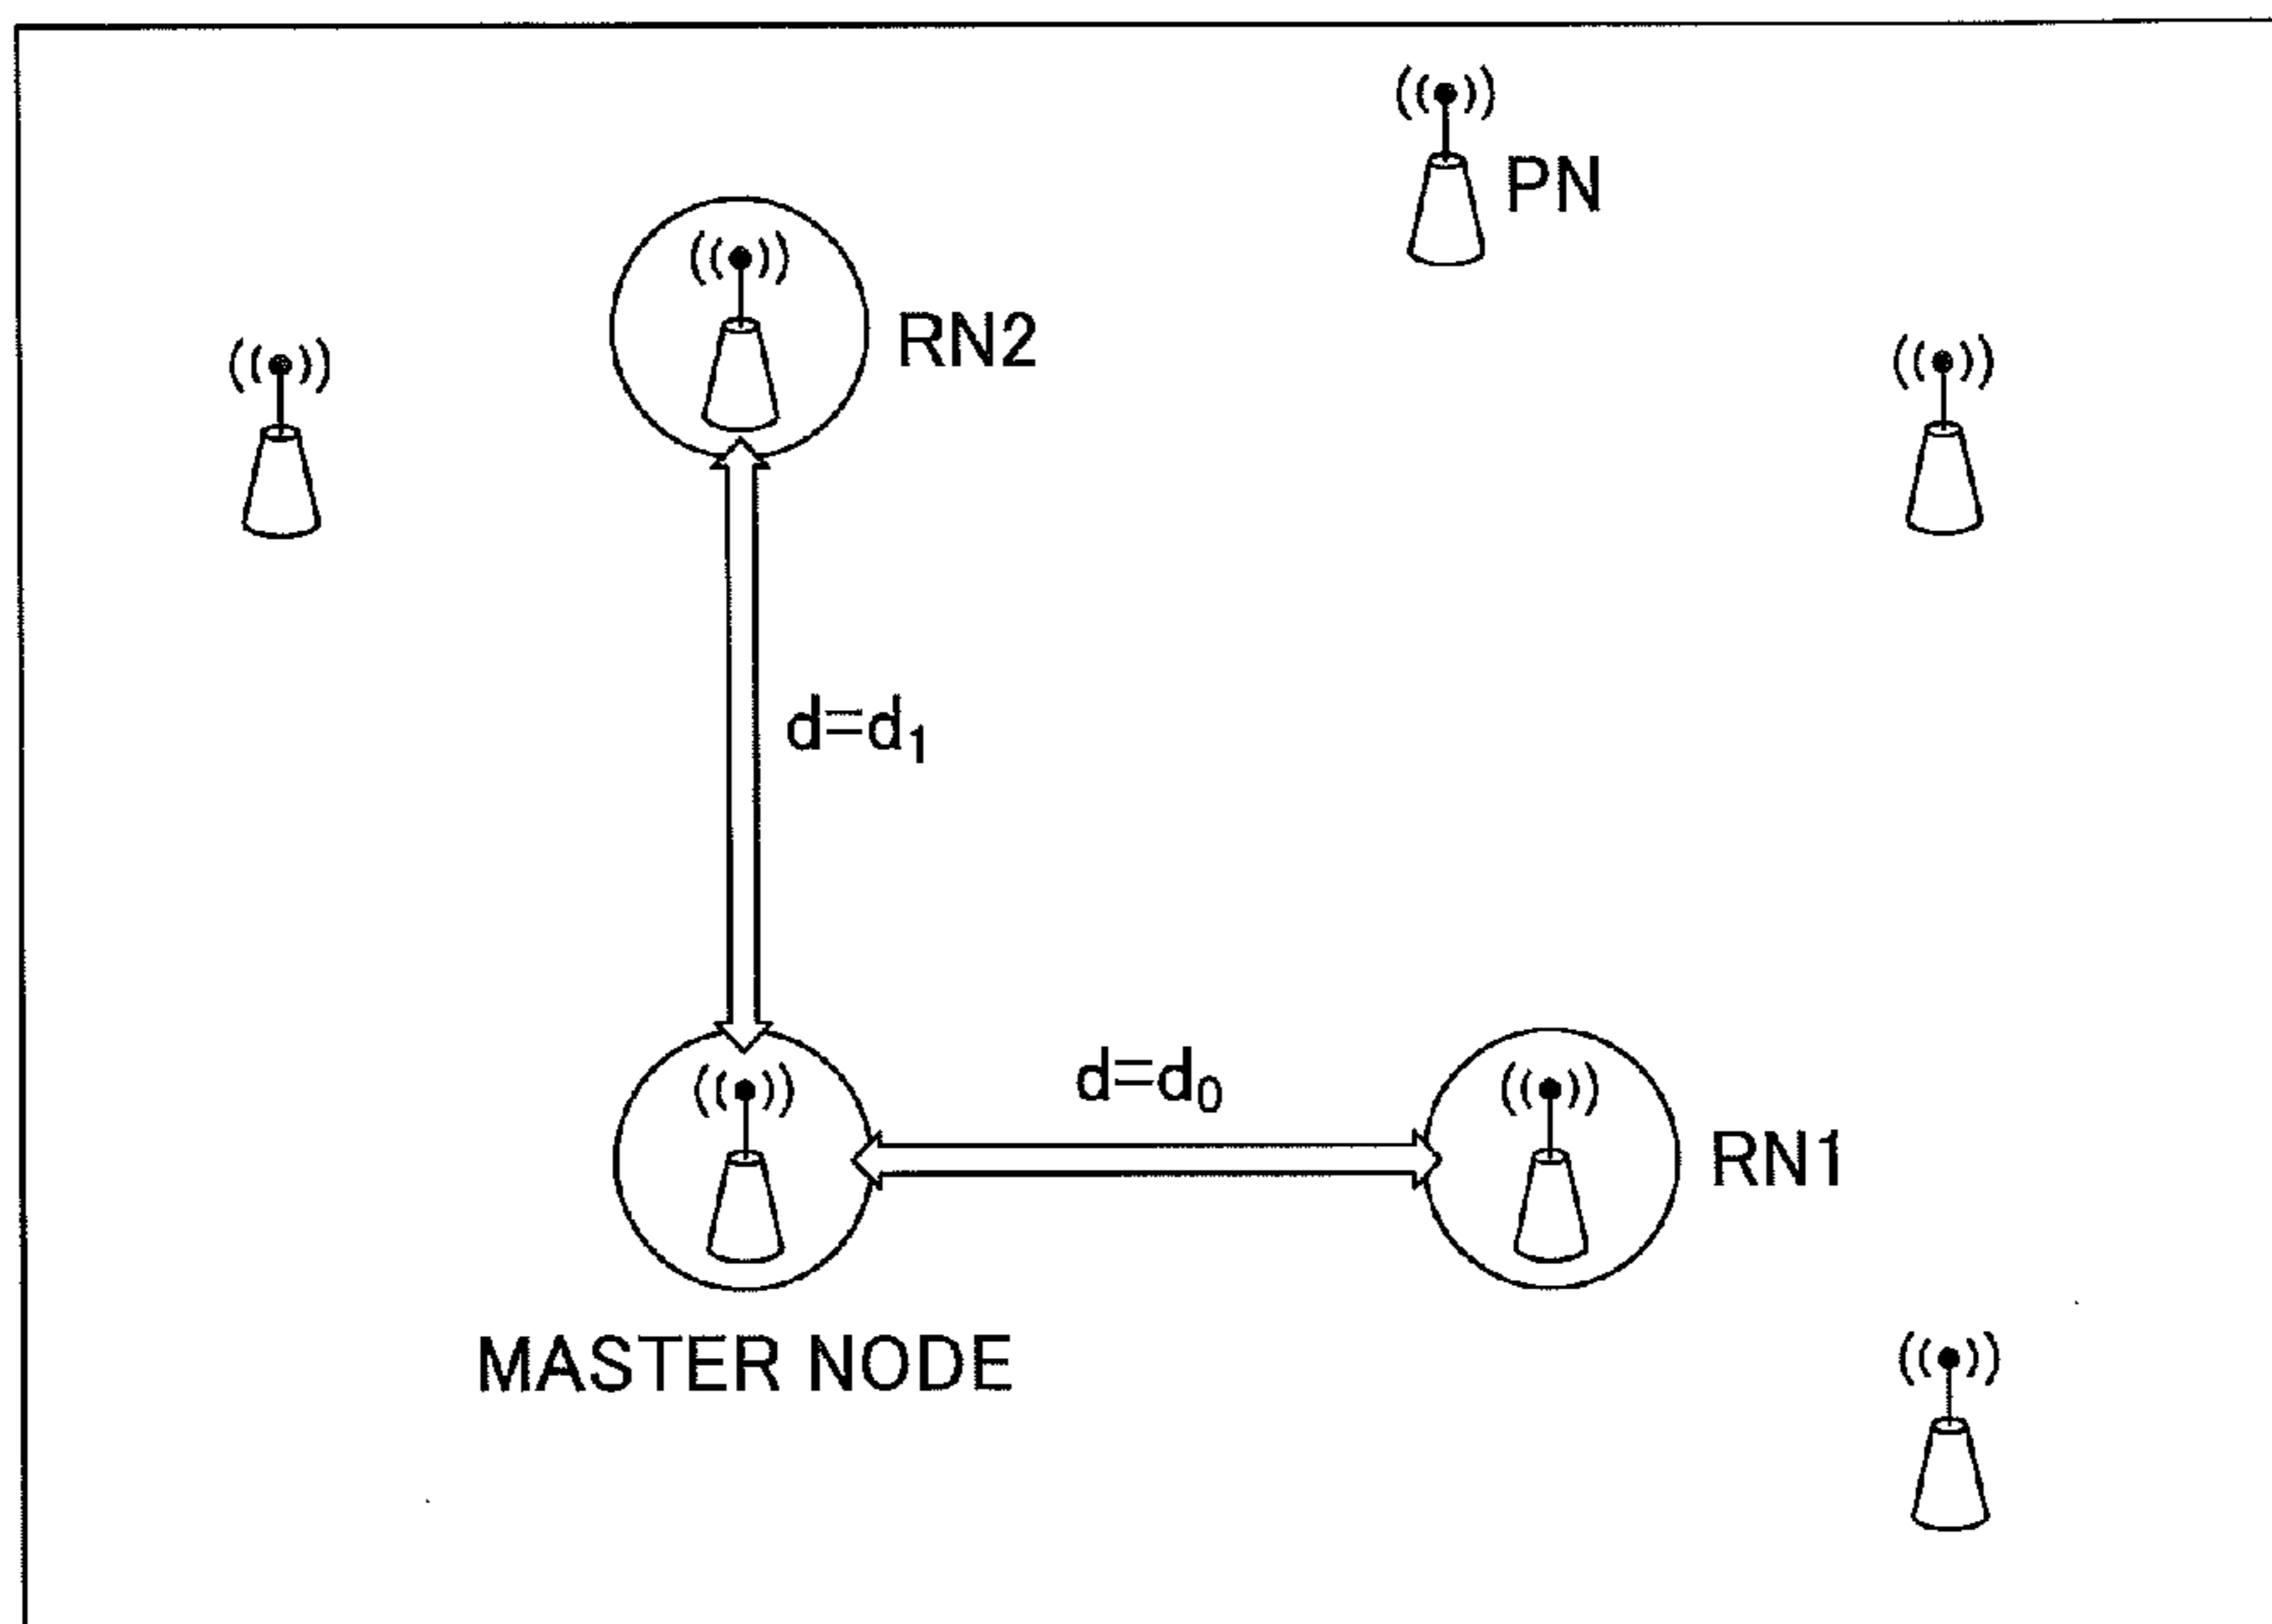 PN
RN2
d=d₁
d=d₀
RN1
MASTER NODE